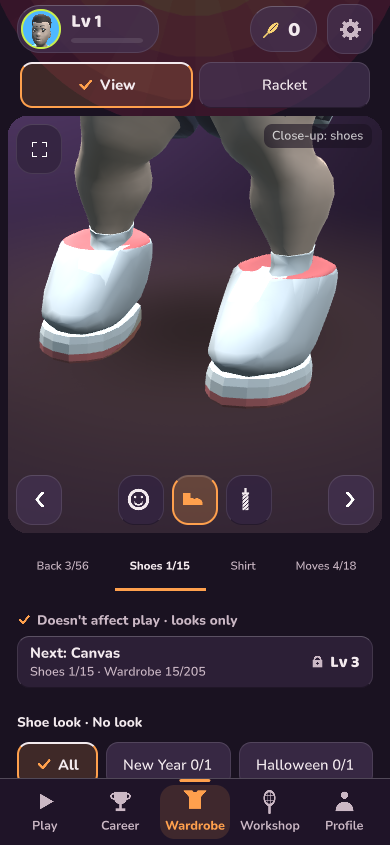 Lv 1
0
View
Racket
Close-up: shoes
Back 3/56
Shoes 1/15
Shirt
Moves 4/18
Doesn't affect play · looks only
Next: Canvas
Shoes 1/15 · Wardrobe 15/205
Lv 3
Shoe look · No look
All
New Year 0/1
Halloween 0/1
Play
Career
Wardrobe
Workshop
Profile